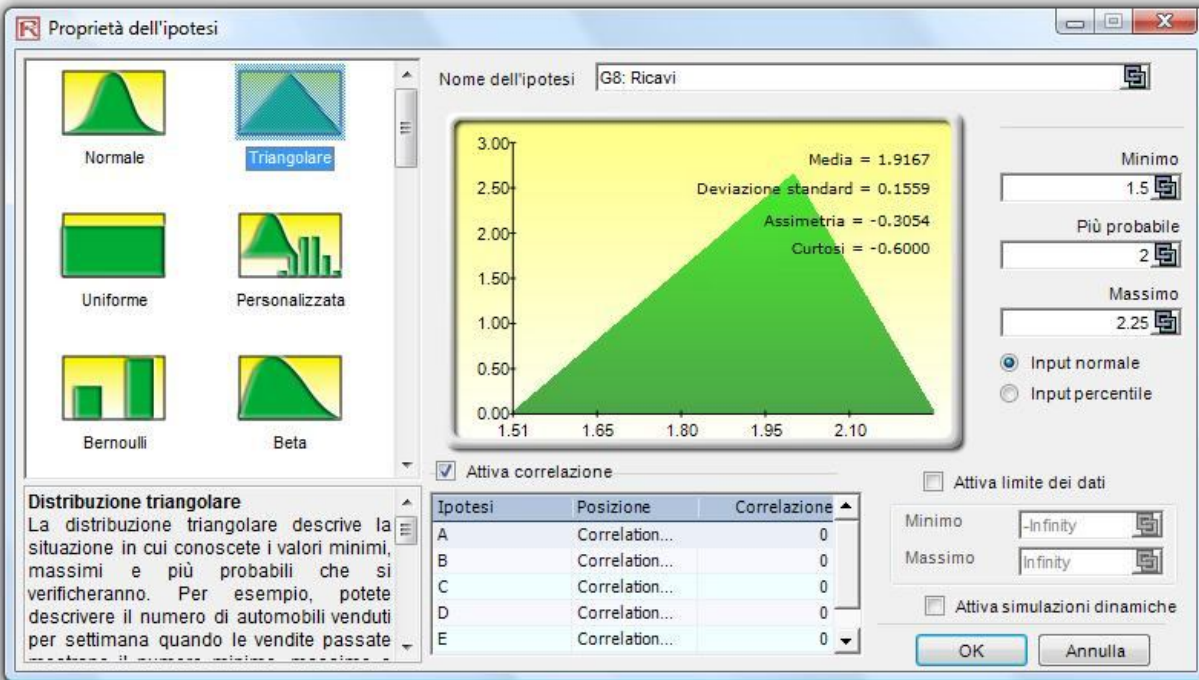 Proprietà dell'ipotesi
Normale
Triangolare
Uniforme
Personalizzata
Bernoulli
Beta
Distribuzione triangolare
La distribuzione triangolare descrive la
situazione in cui conoscete i valori minimi,
massimi e più probabili che si
verificheranno. Per esempio, potete
descrivere il numero di automobili venduti
per settimana quando le vendite passate
Nome dell'ipotesi
G8: Ricavi
3.00
2.50
2.00
1.50
1.00
0.50
0.00
1.51 1.65 1.80 1.95 2.10
Media = 1.9167
Deviazione standard = 0.1559
Assimetria = -0.3054
Curtosi = -0.6000
Minimo
1.5
Più probabile
2
Massimo
2.25
Input normale
Input percentile
Attiva correlazione
Ipotesi Posizione Correlazione
A Correlation... 0
B Correlation... 0
C Correlation... 0
D Correlation... 0
E Correlation... 0
Attiva limite dei dati
Minimo -Infinity
Massimo Infinity
Attiva simulazioni dinamiche
OK Annulla